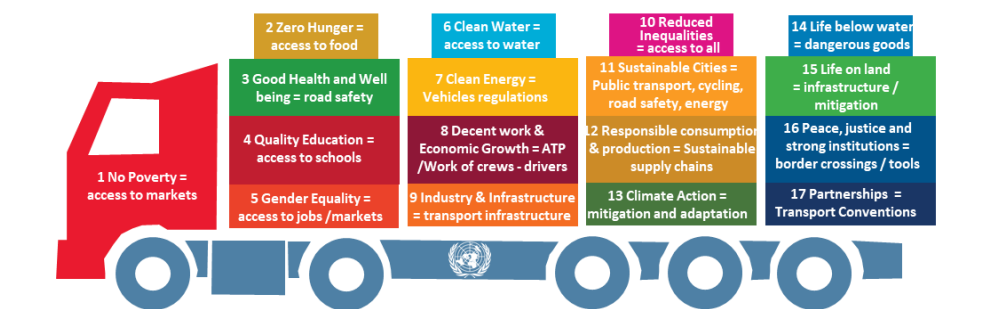 1 No Poverty =
access to markets
2 Zero Hunger =
access to food
3 Good Health and Well
being = road safety
4 Quality Education =
access to schools
5 Gender Equality =
access to jobs /markets
6 Clean Water =
access to water
7 Clean Energy =
Vehicles regulations
8 Decent work &
Economic Growth = ATP
/Work of crews - drivers
9 Industry & Infrastructure
= transport infrastructure
10 Reduced
Inequalities
= access to all
11 Sustainable Cities =
Public transport, cycling,
road safety, energy
12 Responsible consumption
& production = Sustainable
supply chains
13 Climate Action =
mitigation and adaptation
14 Life below water
= dangerous goods
15 Life on land
= infrastructure /
mitigation
16 Peace, justice and
strong institutions =
border crossings / tools
17 Partnerships =
Transport Conventions